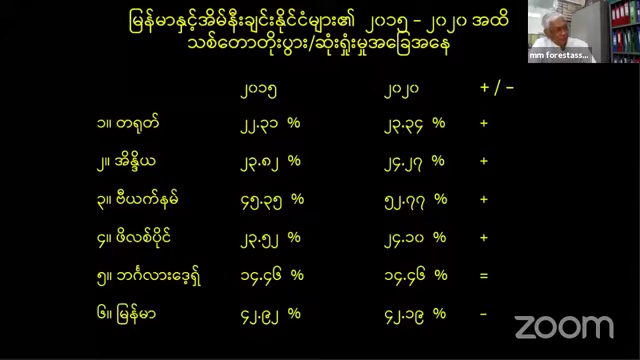 မြန်မာနှင့်အိမ်နီးချင်းနိုင်ငံများ၏ ၂၀၁၅ – ၂၀၂၀ အထိ
သစ်တောတိုးပွား/ဆုံးရှုံးမှုအခြေအနေ
mm forestass...
၂၀၁၅ ၂၀၂၀ + / –
၁။ တရုတ် ၂၂.၃၁ % ၂၃.၃၄ % +
၂။ အိန္ဒိယ ၂၃.၈၂ % ၂၄.၂၇ % +
၃။ ဗီယက်နမ် ၄၅.၃၅ % ၅၂.၇၇ % +
၄။ ဖိလစ်ပိုင် ၂၃.၅၂ % ၂၄.၁၀ % +
၅။ ဘင်္ဂလားဒေ့ရှ် ၁၄.၄၆ % ၁၄.၄၆ % =
၆။ မြန်မာ ၄၂.၉၂ % ၄၂.၁၉ % –
zoom